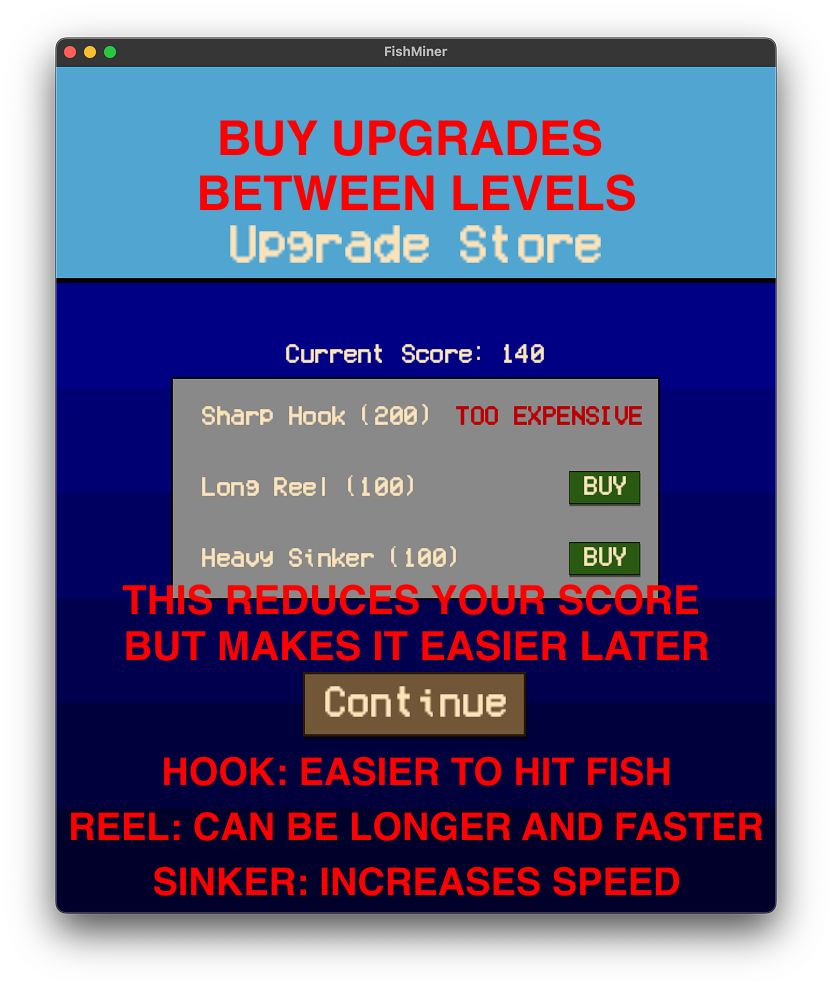 FishMiner
BUY UPGRADES
BETWEEN LEVELS
Upgrade Store
Current Score: 140
Sharp Hook (200) TOO EXPENSIVE
Long Reel (100) BUY
Heavy Sinker (100) BUY
THIS REDUCES YOUR SCORE
BUT MAKES IT EASIER LATER
Continue
HOOK: EASIER TO HIT FISH
REEL: CAN BE LONGER AND FASTER
SINKER: INCREASES SPEED